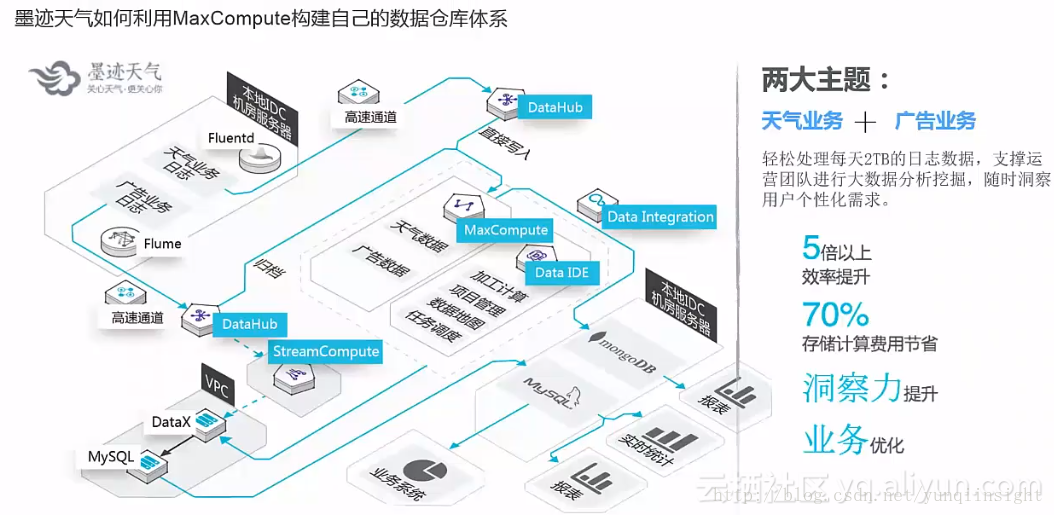 墨迹天气如何利用MaxCompute构建自己的数据仓库体系
墨迹天气
关心天气·更关心你
本地IDC
机房服务器
Fluentd
天气业务
日志
广告业务
日志
Flume
高速通道
DataHub
直接写入
高速通道
DataHub
归档
StreamCompute
MaxCompute
天气数据
广告数据
Data Integration
Data IDE
加工计算
项目管理
数据地图
任务调度
本地IDC
机房服务器
mongoDB
MySQL
VPC
DataX
MySQL
业务系统
报表
实时统计
报表
两大主题：
天气业务 + 广告业务
轻松处理每天2TB的日志数据，支撑运
营团队进行大数据分析挖掘，随时洞察
用户个性化需求。
5倍以上
效率提升
70%
存储计算费用节省
洞察力提升
业务优化
云栖社区 yq.aliyun.com
http://blog.csdn.net/yunqiinsight